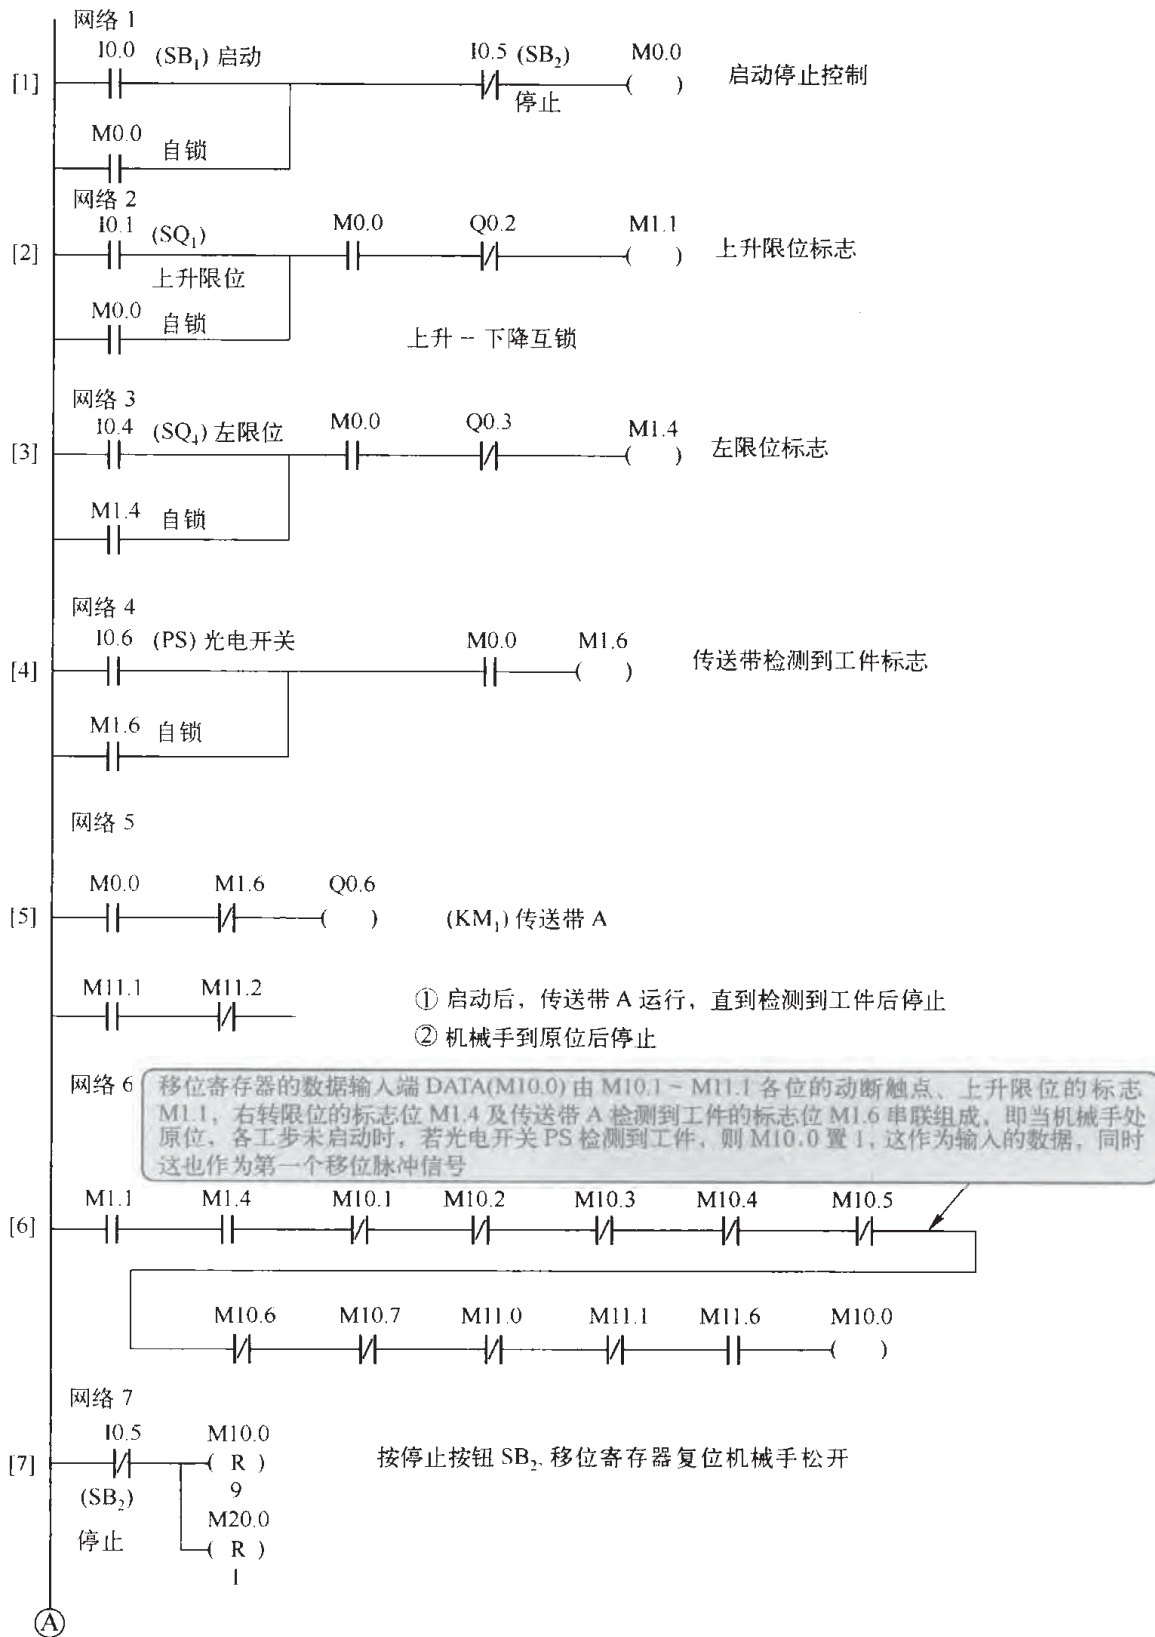 网络 1
I0.0 (SB₁) 启动 I0.5 (SB₂) M0.0
[1] 启动停止控制
停止
M0.0 自锁
网络 2
I0.1 (SQ₁) M0.0 Q0.2 M1.1
[2] 上升限位标志
上升限位
M0.0 自锁
上升 – 下降互锁
网络 3
I0.4 (SQ₄) 左限位 M0.0 Q0.3 M1.4
[3] 左限位标志
M1.4 自锁
网络 4
I0.6 (PS) 光电开关 M0.0 M1.6
[4] 传送带检测到工件标志
M1.6 自锁
网络 5
M0.0 M1.6 Q0.6
[5] (KM₁) 传送带 A
M11.1 M11.2
① 启动后，传送带 A 运行，直到检测到工件后停止
② 机械手到原位后停止
网络 6
移位寄存器的数据输入端 DATA(M10.0) 由 M10.1 ~ M11.1 各位的动断触点、上升限位的标志
M1.1，右转限位的标志位 M1.4 及传送带 A 检测到工件的标志位 M1.6 串联组成，即当机械手处
原位，各工步未启动时，若光电开关 PS 检测到工件，则 M10.0 置 1，这作为输入的数据，同时
这也作为第一个移位脉冲信号
M1.1 M1.4 M10.1 M10.2 M10.3 M10.4 M10.5
[6]
M10.6 M10.7 M11.0 M11.1 M11.6 M10.0
网络 7
I0.5 M10.0
[7] R 按停止按钮 SB₂, 移位寄存器复位机械手松开
(SB₂) 9
停止 M20.0
R
1
A